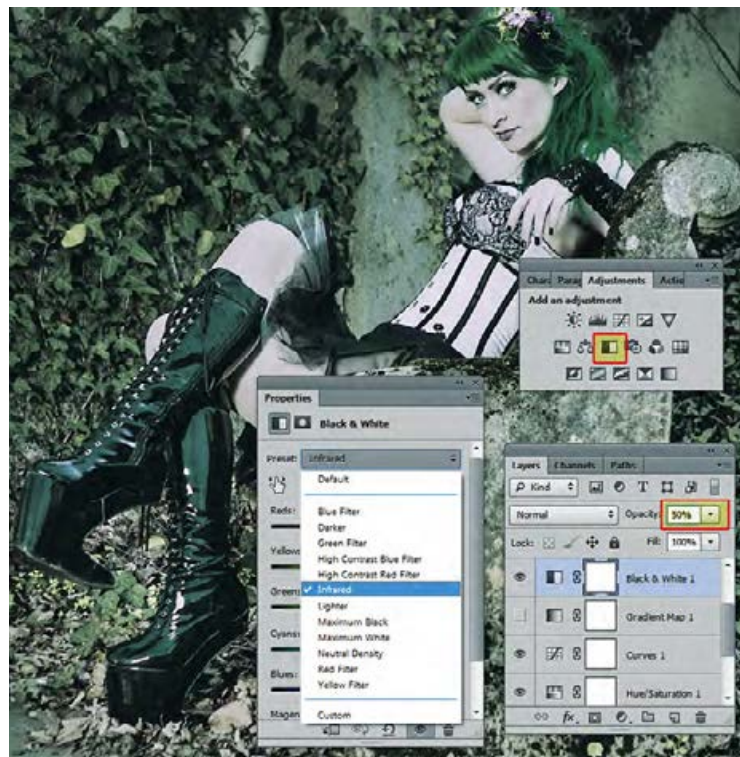 Adjustments
Add an adjustment
Properties
Black & White
Preset: Infrared
Default
Reds:
Blue Filter
Darker
Green Filter
Yellow
High Contrast Blue Filter
High Contrast Red Filter
Green
Infrared
Lighter
Maximum Black
Cyans
Maximum White
Neutral Density
Blues:
Red Filter
Yellow Filter
Magen
Custom
Layers Channels Paths
Kind
Normal Opacity: 50%
Lock: Fill: 100%
Black & White 1
Gradient Map 1
Curves 1
Hue/Saturation 1
fx